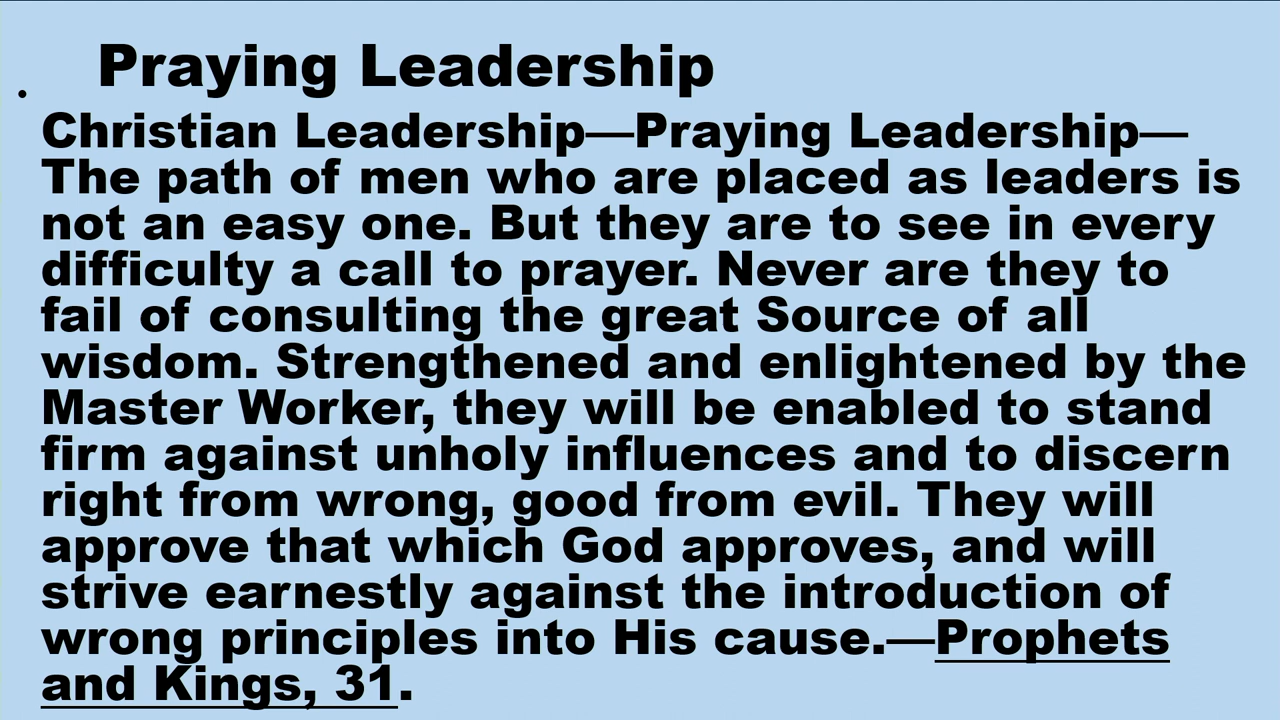 Praying Leadership
•
Christian Leadership—Praying Leadership—
The path of men who are placed as leaders is
not an easy one. But they are to see in every
difficulty a call to prayer. Never are they to
fail of consulting the great Source of all
wisdom. Strengthened and enlightened by the
Master Worker, they will be enabled to stand
firm against unholy influences and to discern
right from wrong, good from evil. They will
approve that which God approves, and will
strive earnestly against the introduction of
wrong principles into His cause.—Prophets
and Kings, 31.